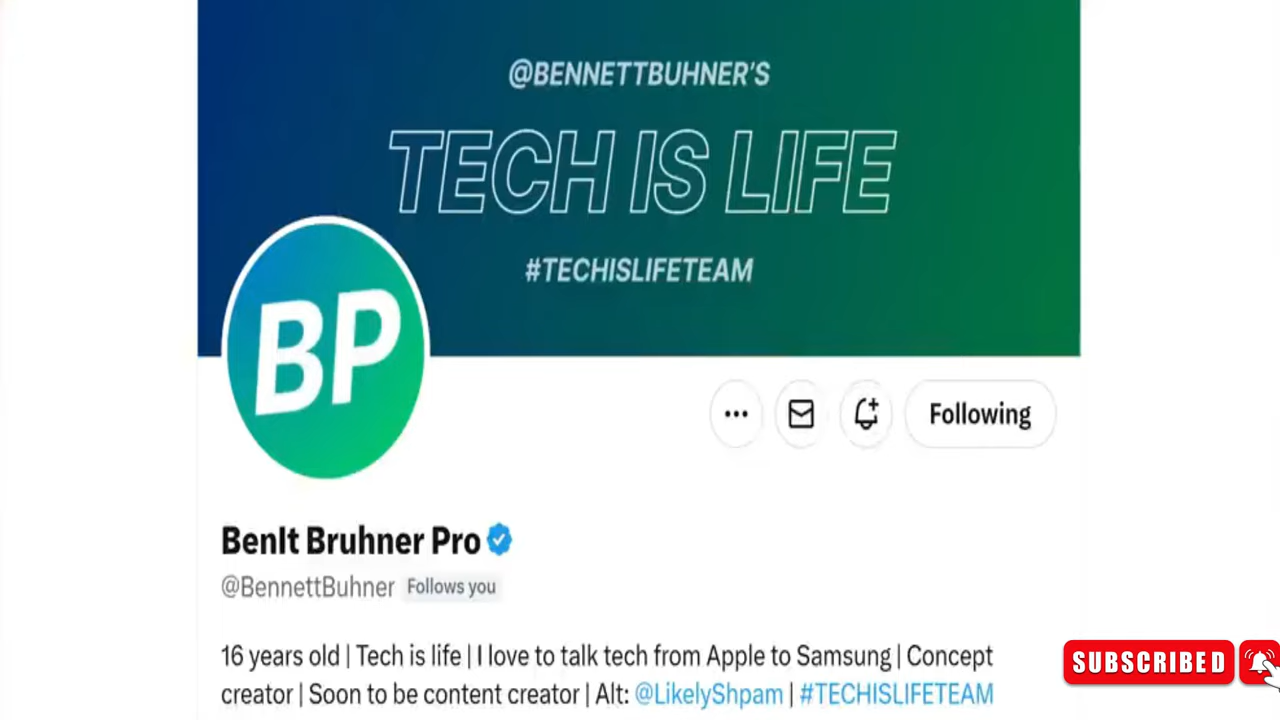 @BENNETTBUHNER'S
TECH IS LIFE
#TECHISLIFETEAM
BP
Following
BenIt Bruhner Pro
@BennettBuhner Follows you
16 years old | Tech is life | I love to talk tech from Apple to Samsung | Concept
creator | Soon to be content creator | Alt: @LikelyShpam | #TECHISLIFETEAM
SUBSCRIBED